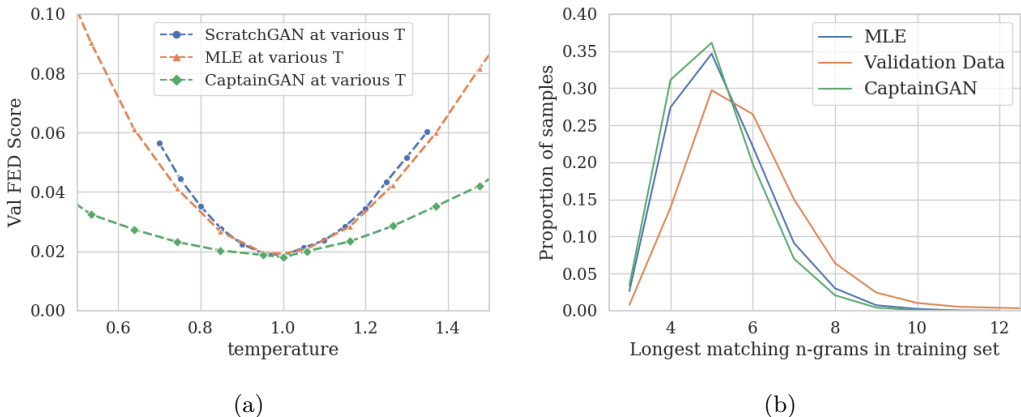 0.10
0.08
0.06
0.04
0.02
0.00
Val FED Score
0.6 0.8 1.0 1.2 1.4
temperature
ScratchGAN at various T
MLE at various T
CaptainGAN at various T
(a)
0.40
0.35
0.30
0.25
0.20
0.15
0.10
0.05
0.00
Proportion of samples
4 6 8 10 12
Longest matching n-grams in training set
MLE
Validation Data
CaptainGAN
(b)